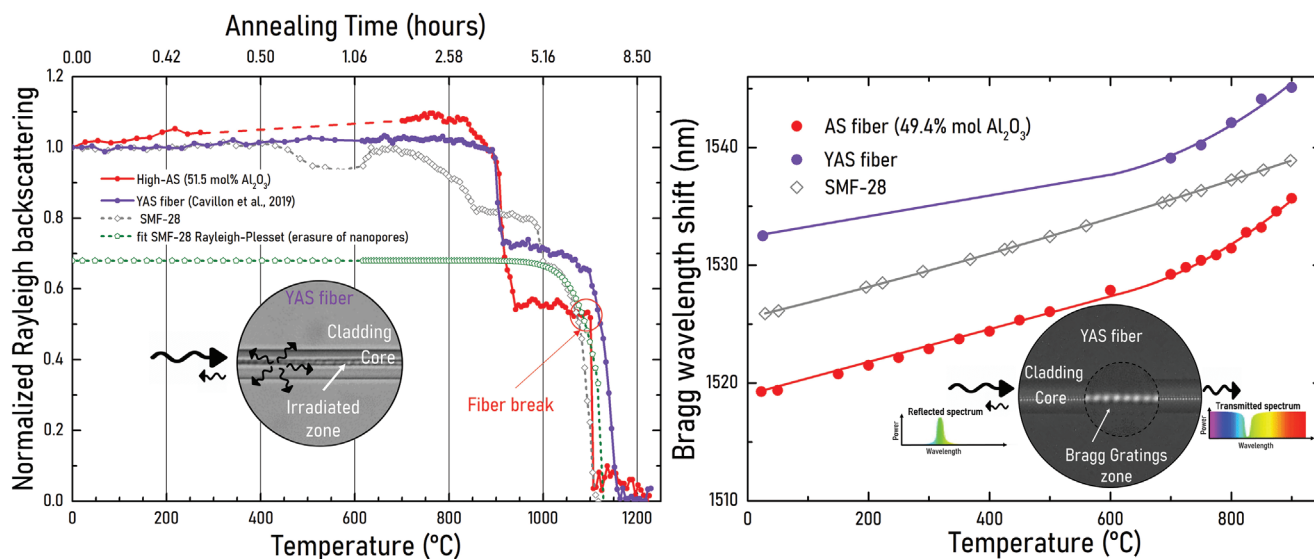 Annealing Time (hours)
0.00 0.42 0.50 1.06 2.58 5.16 8.50
Normalized Rayleigh backscattering
1.2
1.0
0.8
0.6
0.4
0.2
0.0
High-AS (51.5 mol% Al₂O₃)
YAS fiber (Cavillon et al., 2019)
SMF-28
fit SMF-28 Rayleigh-Plesset (erasure of nanopores)
YAS fiber
Cladding
Core
Irradiated
zone
Fiber break
0 200 400 600 800 1000 1200
Temperature (ºC)
Bragg wavelength shift (nm)
1540
1530
1520
1510
AS fiber (49.4% mol Al₂O₃)
YAS fiber
SMF-28
YAS fiber
Cladding
Core
Bragg Gratings
zone
Reflected spectrum
Power
Wavelength
Transmitted spectrum
Power
Wavelength
0 200 400 600 800
Temperature (ºC)